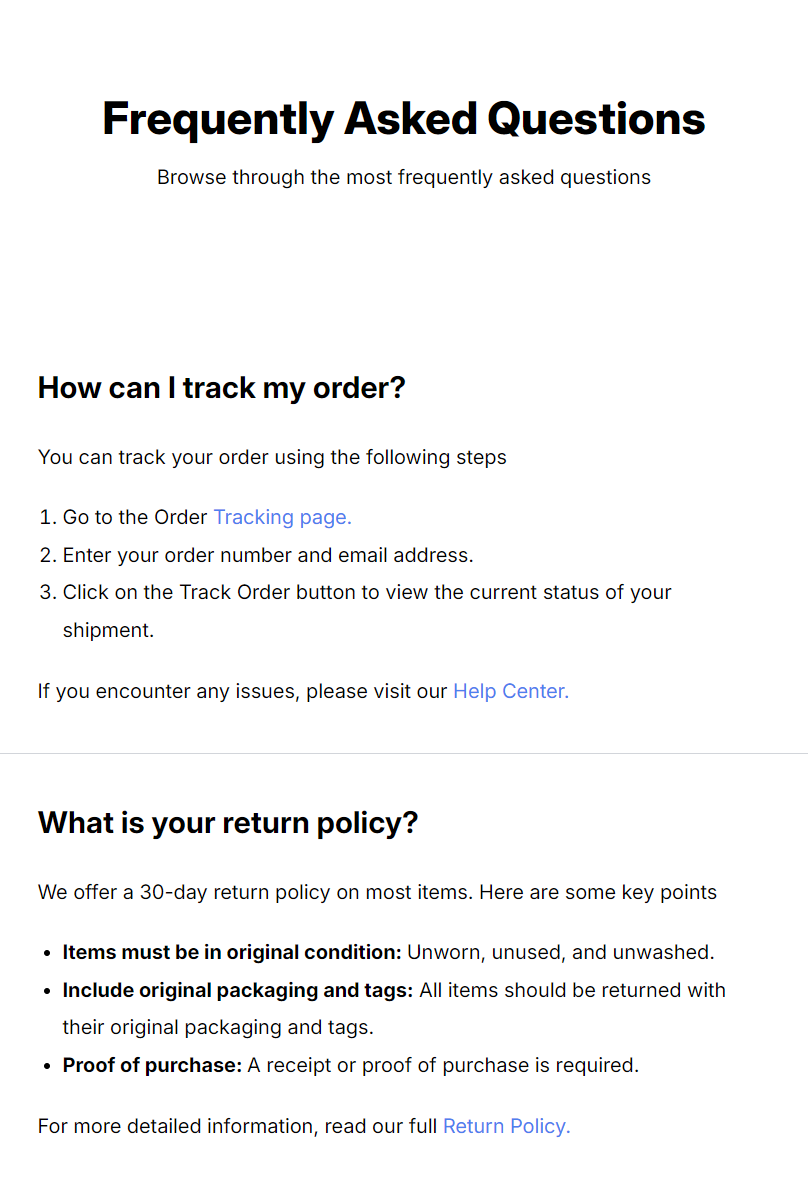 Frequently Asked Questions
Browse through the most frequently asked questions
How can I track my order?
You can track your order using the following steps
1. Go to the Order Tracking page.
2. Enter your order number and email address.
3. Click on the Track Order button to view the current status of your
shipment.
If you encounter any issues, please visit our Help Center.
What is your return policy?
We offer a 30-day return policy on most items. Here are some key points
• Items must be in original condition: Unworn, unused, and unwashed.
• Include original packaging and tags: All items should be returned with
their original packaging and tags.
• Proof of purchase: A receipt or proof of purchase is required.
For more detailed information, read our full Return Policy.